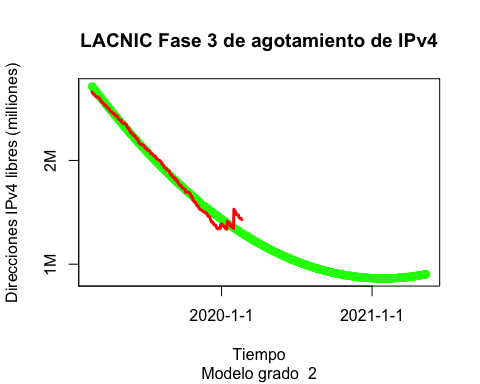 LACNIC Fase 3 de agotamiento de IPv4
Direcciones IPv4 libres (milliones)
2M
1M
2020-1-1
2021-1-1
Tiempo
Modelo grado 2